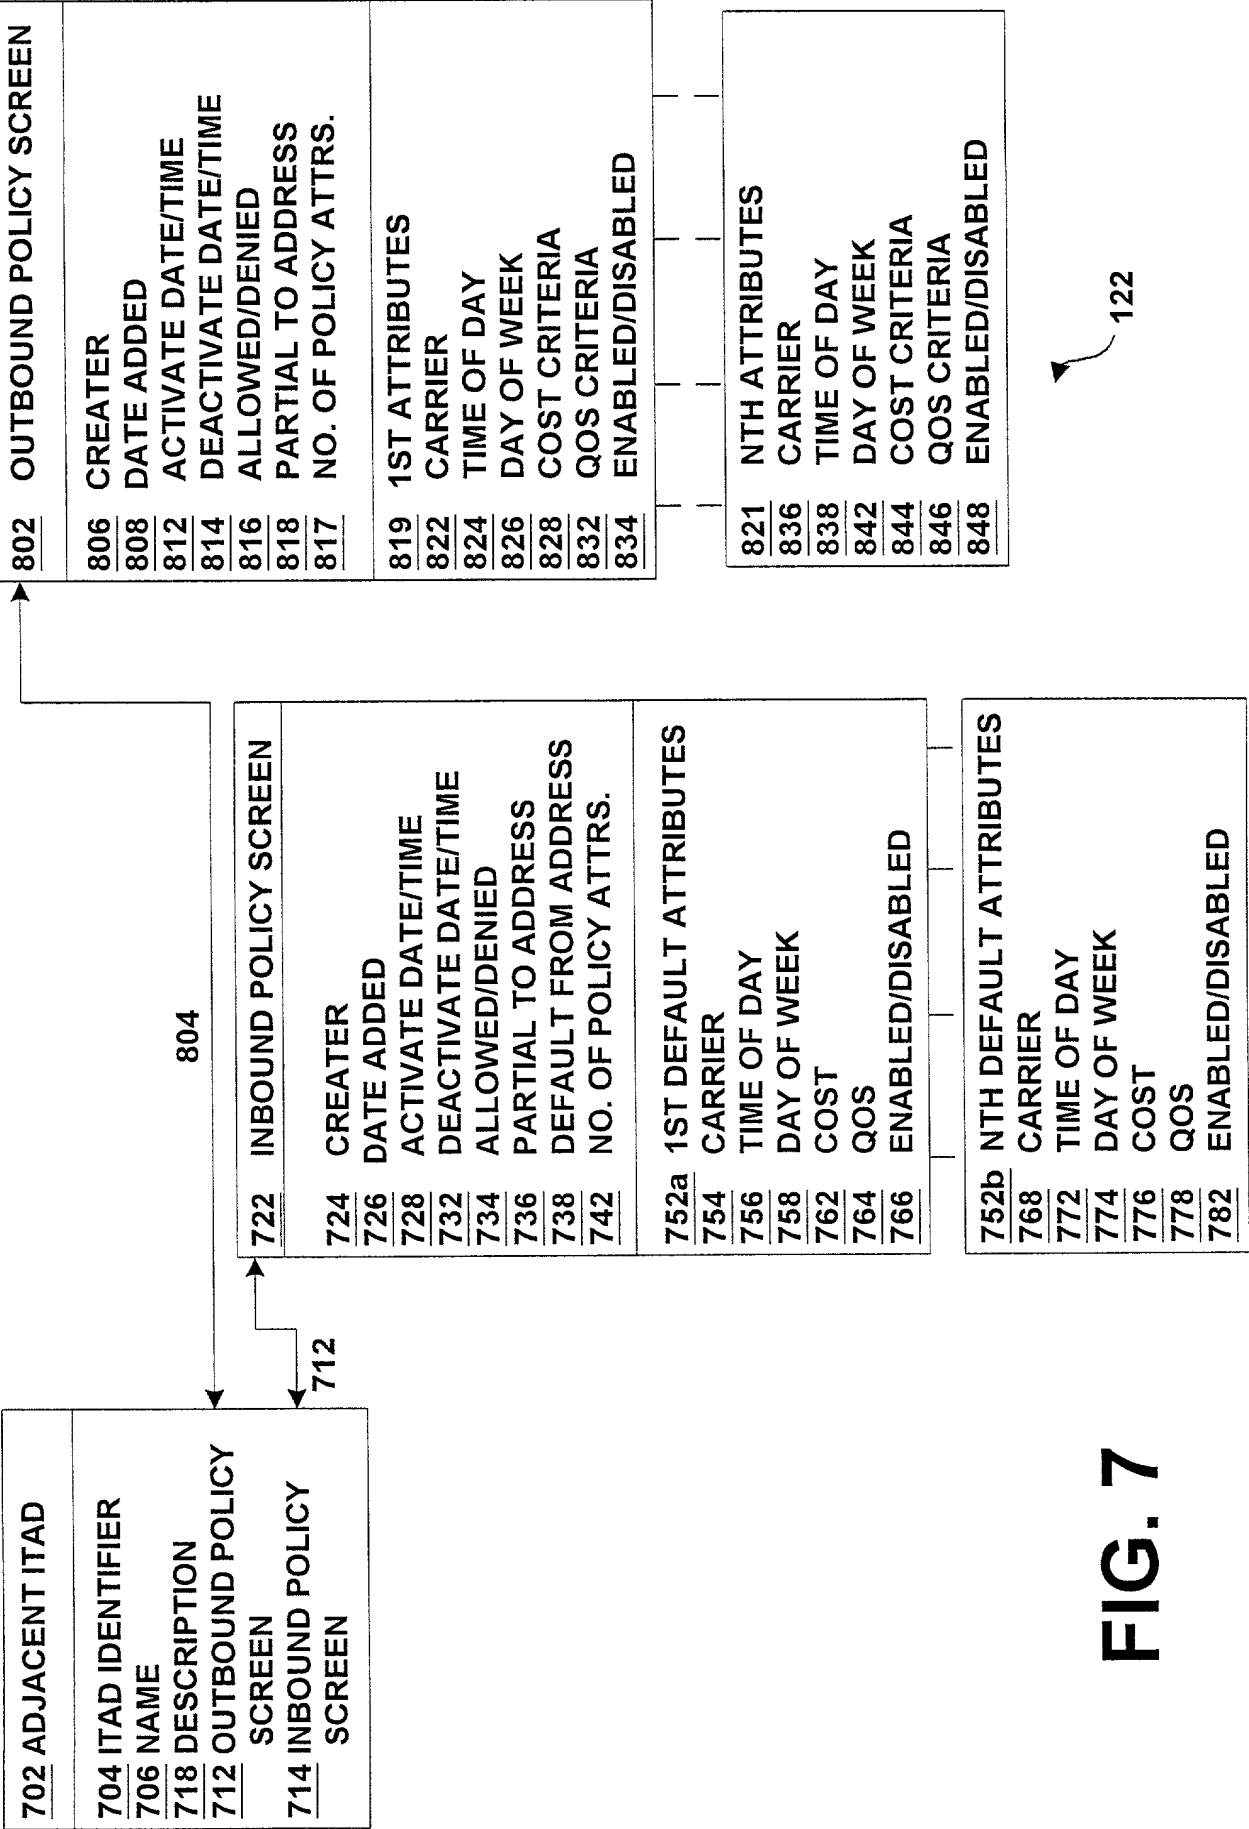 702 ADJACENT ITAD
704 ITAD IDENTIFIER
706 NAME
718 DESCRIPTION
712 OUTBOUND POLICY
SCREEN
714 INBOUND POLICY
SCREEN
804
712
722 INBOUND POLICY SCREEN
724 CREATER
726 DATE ADDED
728 ACTIVATE DATE/TIME
732 DEACTIVATE DATE/TIME
734 ALLOWED/DENIED
736 PARTIAL TO ADDRESS
738 DEFAULT FROM ADDRESS
742 NO. OF POLICY ATTRS.
752a 1ST DEFAULT ATTRIBUTES
754 CARRIER
756 TIME OF DAY
758 DAY OF WEEK
762 COST
764 QOS
766 ENABLED/DISABLED
752b NTH DEFAULT ATTRIBUTES
768 CARRIER
772 TIME OF DAY
774 DAY OF WEEK
776 COST
778 QOS
782 ENABLED/DISABLED
802 OUTBOUND POLICY SCREEN
806 CREATER
808 DATE ADDED
812 ACTIVATE DATE/TIME
814 DEACTIVATE DATE/TIME
816 ALLOWED/DENIED
818 PARTIAL TO ADDRESS
817 NO. OF POLICY ATTRS.
819 1ST ATTRIBUTES
822 CARRIER
824 TIME OF DAY
826 DAY OF WEEK
828 COST CRITERIA
832 QOS CRITERIA
834 ENABLED/DISABLED
821 NTH ATTRIBUTES
836 CARRIER
838 TIME OF DAY
842 DAY OF WEEK
844 COST CRITERIA
846 QOS CRITERIA
848 ENABLED/DISABLED
122
FIG. 7